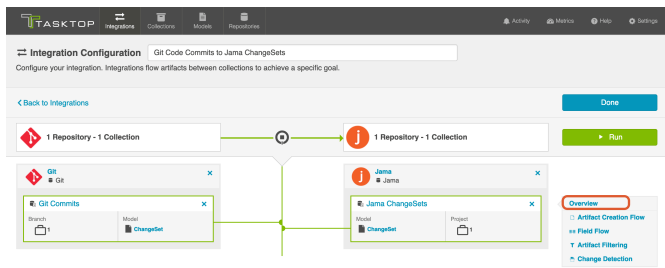 TASKTOP
Integrations
Collections
Models
Repositories
Activity
Metrics
Help
Settings
Integration Configuration
Git Code Commits to Jama ChangeSets
Configure your integration. Integrations flow artifacts between collections to achieve a specific goal.
Back to Integrations
Done
1 Repository - 1 Collection
1 Repository - 1 Collection
Run
Git
Git
Jama
Jama
Git Commits
Jama ChangeSets
Branch
1
Model
ChangeSet
Model
ChangeSet
Project
1
Overview
Artifact Creation Flow
Field Flow
Artifact Filtering
Change Detection